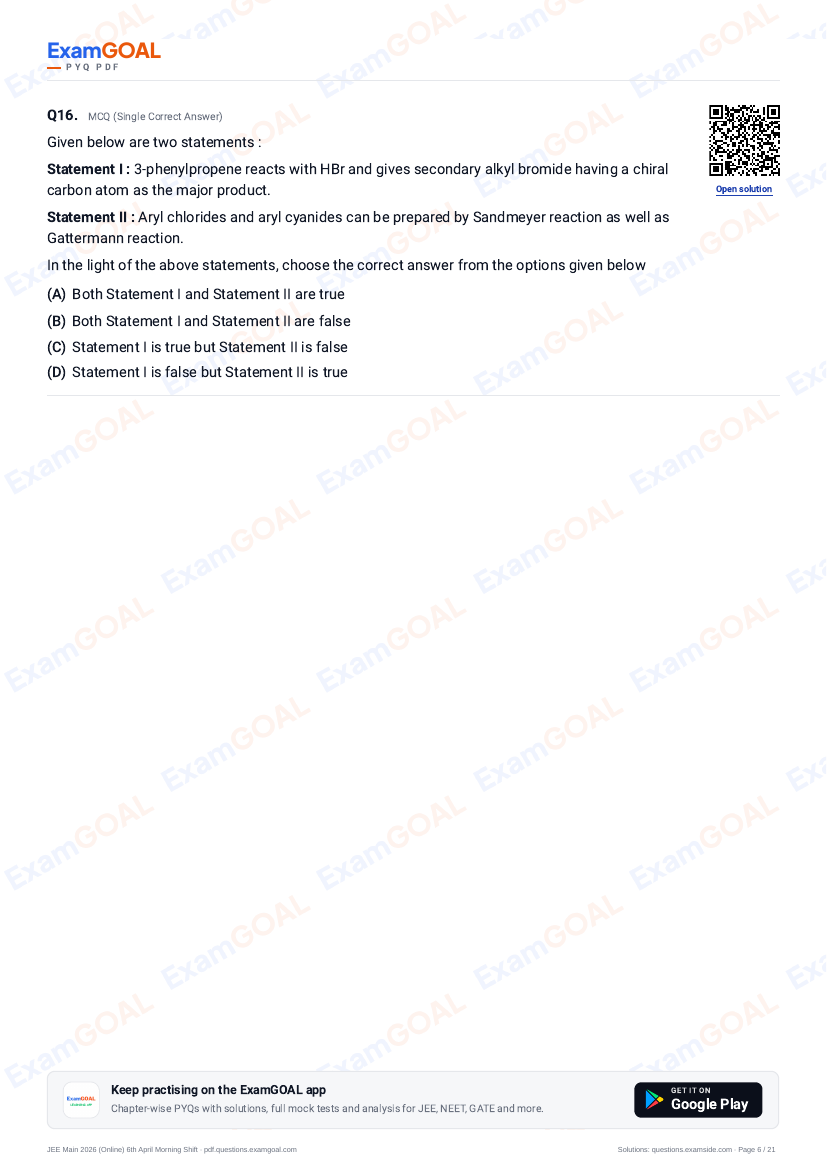 ExamGOAL
PYQ PDF
Q16. MCQ (Single Correct Answer)
Given below are two statements :
Statement I : 3-phenylpropene reacts with HBr and gives secondary alkyl bromide having a chiral
carbon atom as the major product.
Open solution
Statement II : Aryl chlorides and aryl cyanides can be prepared by Sandmeyer reaction as well as
Gattermann reaction.
In the light of the above statements, choose the correct answer from the options given below
(A) Both Statement I and Statement II are true
(B) Both Statement I and Statement II are false
(C) Statement I is true but Statement II is false
(D) Statement I is false but Statement II is true
Keep practising on the ExamGOAL app
Chapter-wise PYQs with solutions, full mock tests and analysis for JEE, NEET, GATE and more.
ExamGOAL
GET IT ON
Google Play
JEE Main 2026 (Online) 6th April Morning Shift · pdf.questions.examgoal.com
Solutions: questions.examside.com · Page 6 / 21